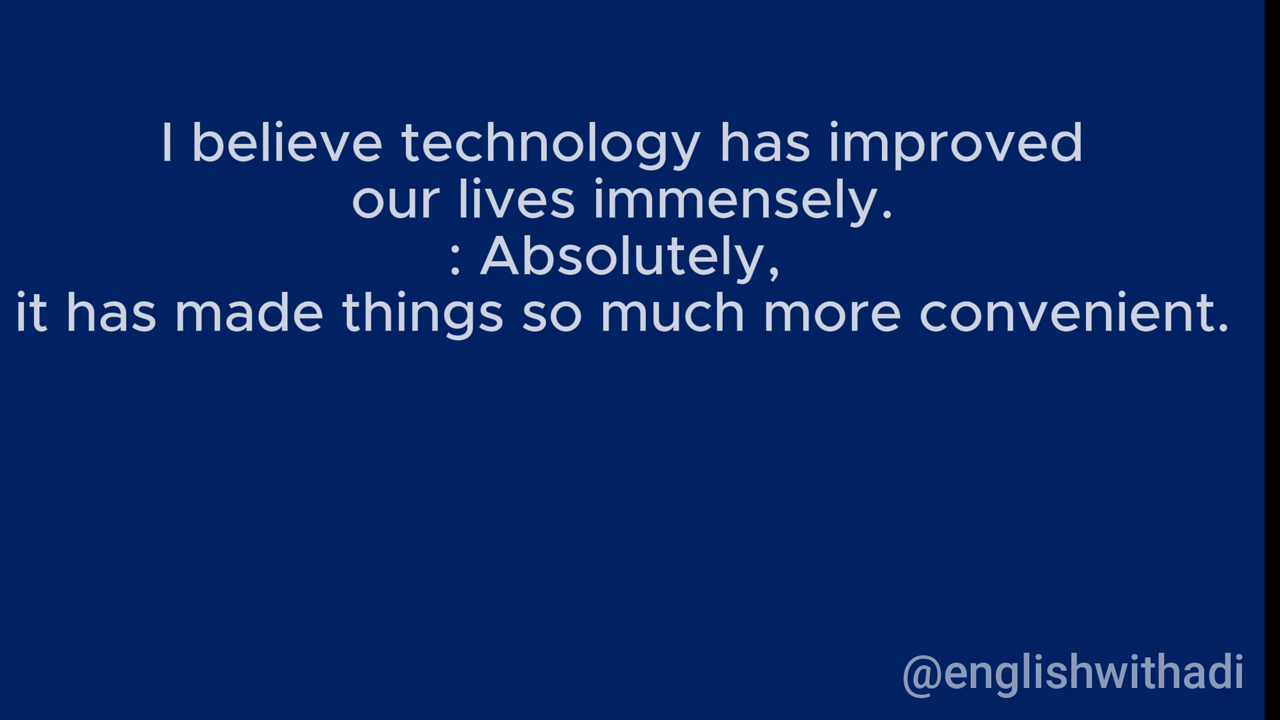 I believe technology has improved
our lives immensely.
: Absolutely,
it has made things so much more convenient.
@englishwithadi